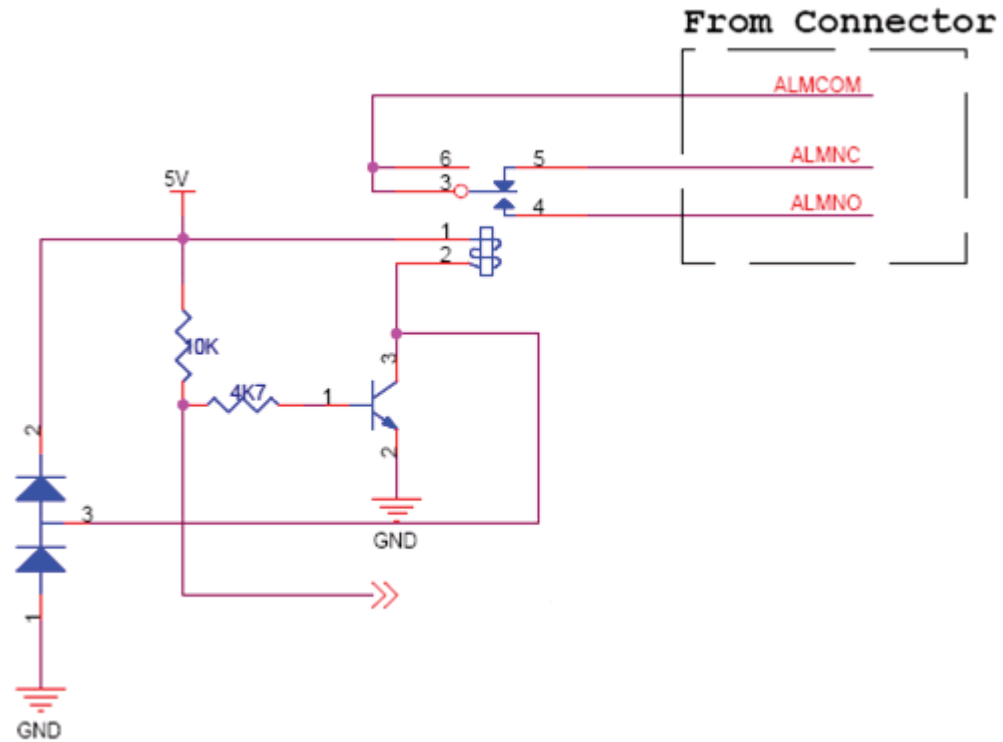 From Connector
ALMCOM
6
5
ALMNC
3
4
ALMNO
5V
1
2
10K
3
4K7
1
2
2
3
GND
1
GND